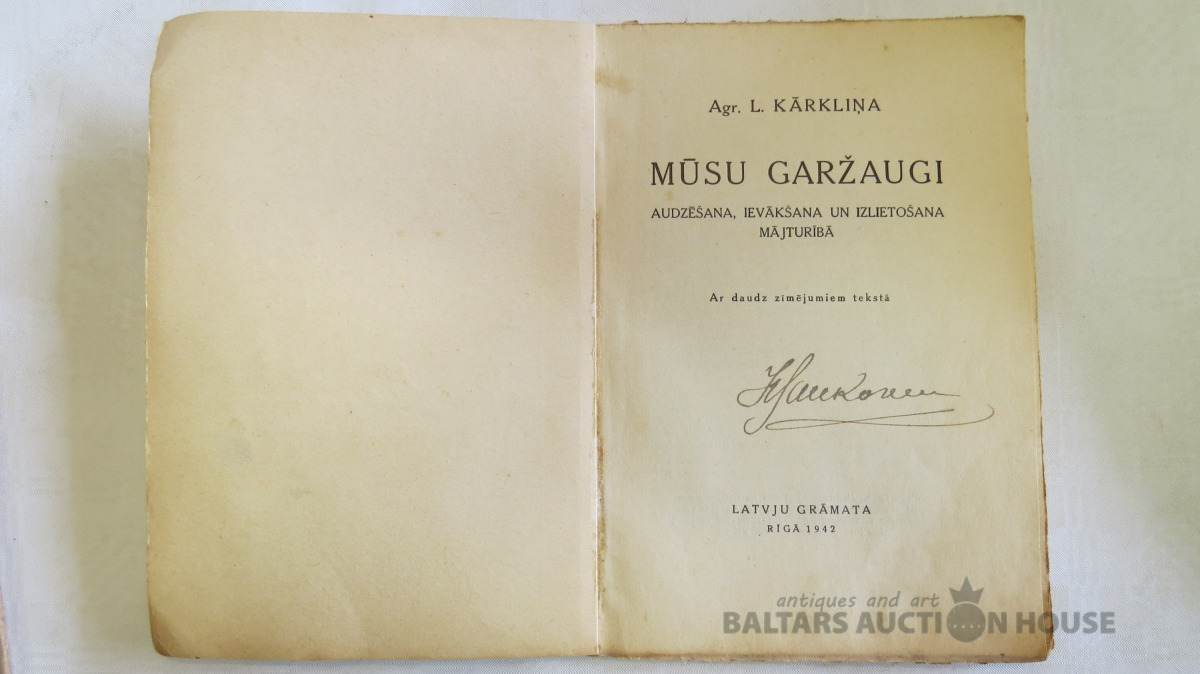 Agr. L. KĀRKLIŅA
MŪSU GARŽAUGI
AUDZĒŠANA, IEVĀKŠANA UN IZLIETOŠANA
MĀJTURĪBĀ
Ar daudz zīmējumiem tekstā
LATVJU GRĀMATA
RĪGĀ 1942
antiques and art
BALTARS AUCTION HOUSE